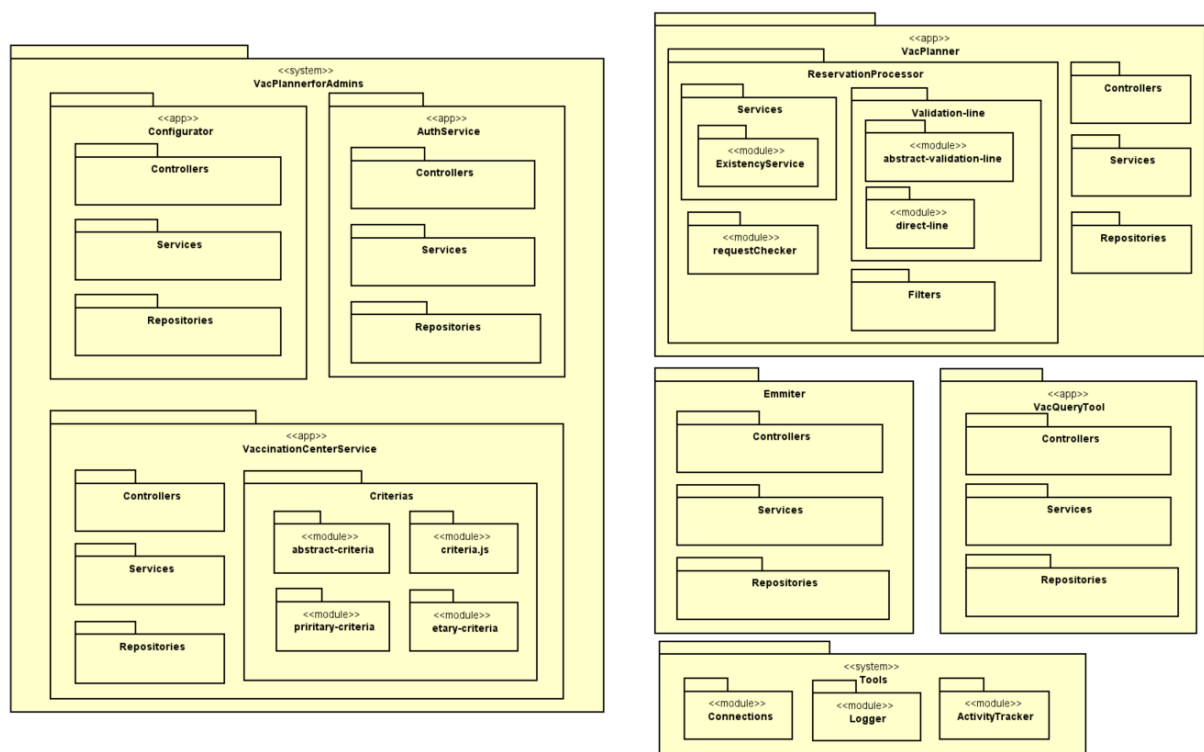 <<system>>
VacPlannerforAdmins
<<app>>
Configurator
Controllers
Services
Repositories
<<app>>
AuthService
Controllers
Services
Repositories
<<app>>
VaccinationCenterService
Controllers
Services
Repositories
Criterias
<<module>>
abstract-criteria
<<module>>
criteria.js
<<module>>
priritary-criteria
<<module>>
etary-criteria
<<app>>
VacPlanner
ReservationProcessor
Services
<<module>>
ExistencyService
<<module>>
requestChecker
Validation-line
<<module>>
abstract-validation-line
<<module>>
direct-line
Filters
Controllers
Services
Repositories
Emmiter
Controllers
Services
Repositories
<<app>>
VacQueryTool
Controllers
Services
Repositories
<<system>>
Tools
<<module>>
Connections
<<module>>
Logger
<<module>>
ActivityTracker